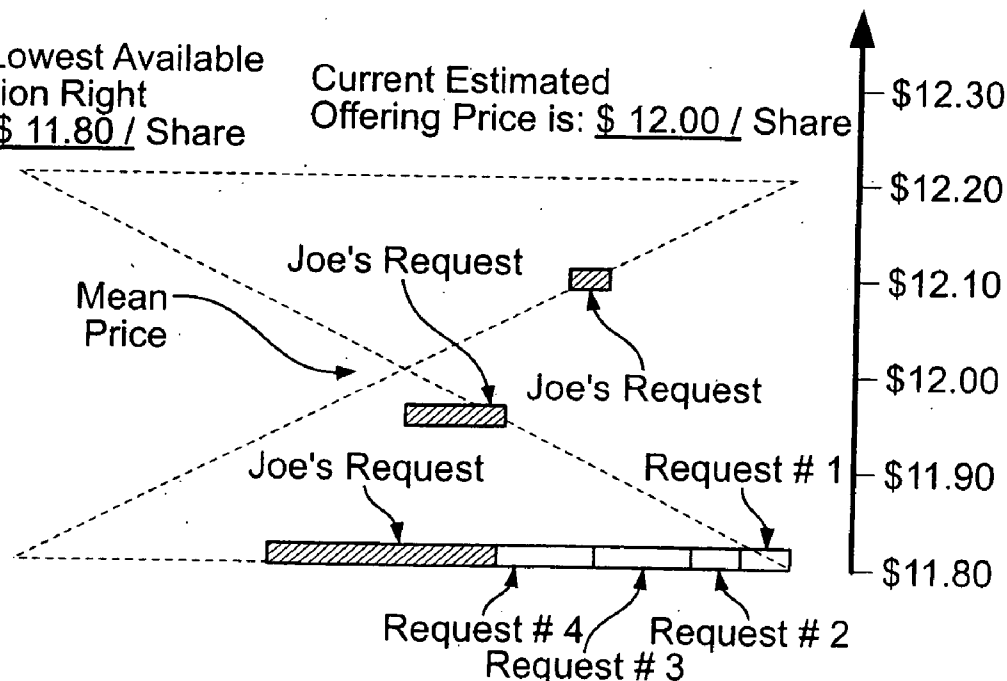 Lowest Available
ion Right
$ 11.80 / Share
Current Estimated
Offering Price is: $ 12.00 / Share
$12.30
$12.20
Joe's Request
$12.10
Mean
Price
Joe's Request
$12.00
Joe's Request
Request # 1
$11.90
$11.80
Request # 4
Request # 2
Request # 3